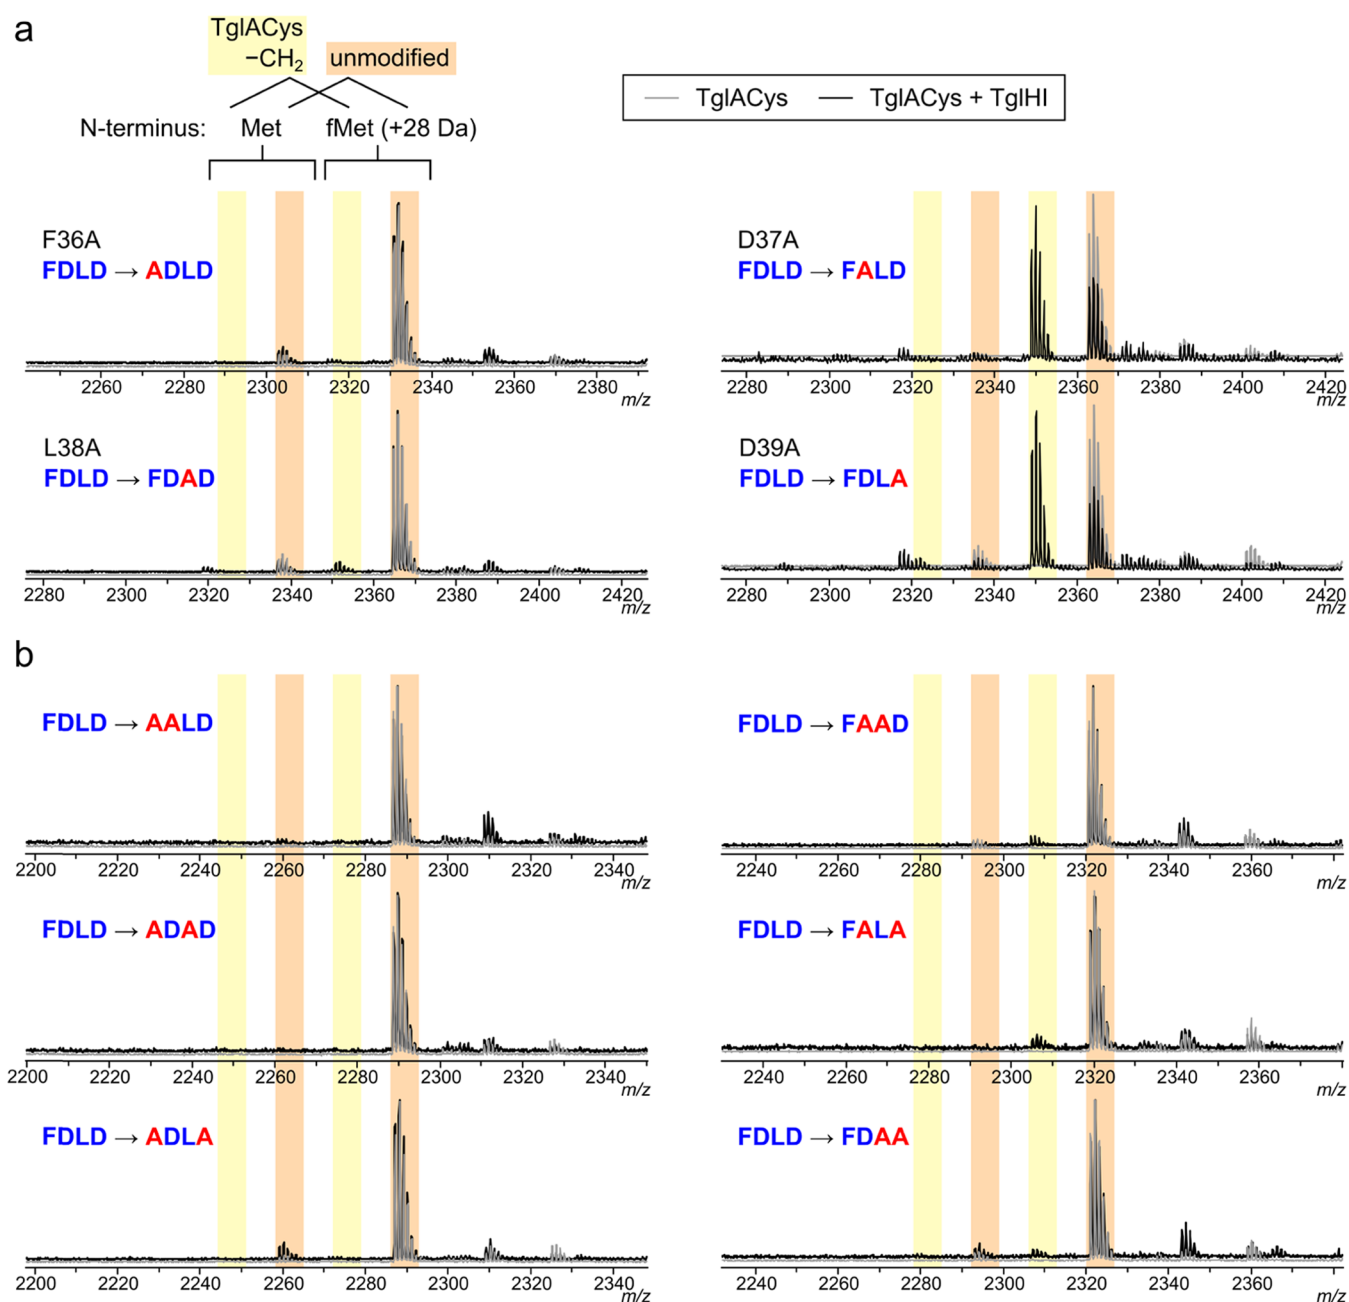 a
TglACys
−CH2
unmodified
N-terminus: Met fMet (+28 Da)
TglACys TglACys + TglHI
F36A
FDLD → ADLD
2260 2280 2300 2320 2340 2360 2380
m/z
D37A
FDLD → FALD
2280 2300 2320 2340 2360 2380 2400 2420
m/z
L38A
FDLD → FDAD
2280 2300 2320 2340 2360 2380 2400 2420
m/z
D39A
FDLD → FDLA
2280 2300 2320 2340 2360 2380 2400 2420
m/z
b
FDLD → AALD
2200 2220 2240 2260 2280 2300 2320 2340
m/z
FDLD → FAAD
2240 2260 2280 2300 2320 2340 2360
m/z
FDLD → ADAD
2200 2220 2240 2260 2280 2300 2320 2340
m/z
FDLD → FALA
2240 2260 2280 2300 2320 2340 2360
m/z
FDLD → ADLA
2200 2220 2240 2260 2280 2300 2320 2340
m/z
FDLD → FDAA
2240 2260 2280 2300 2320 2340 2360
m/z